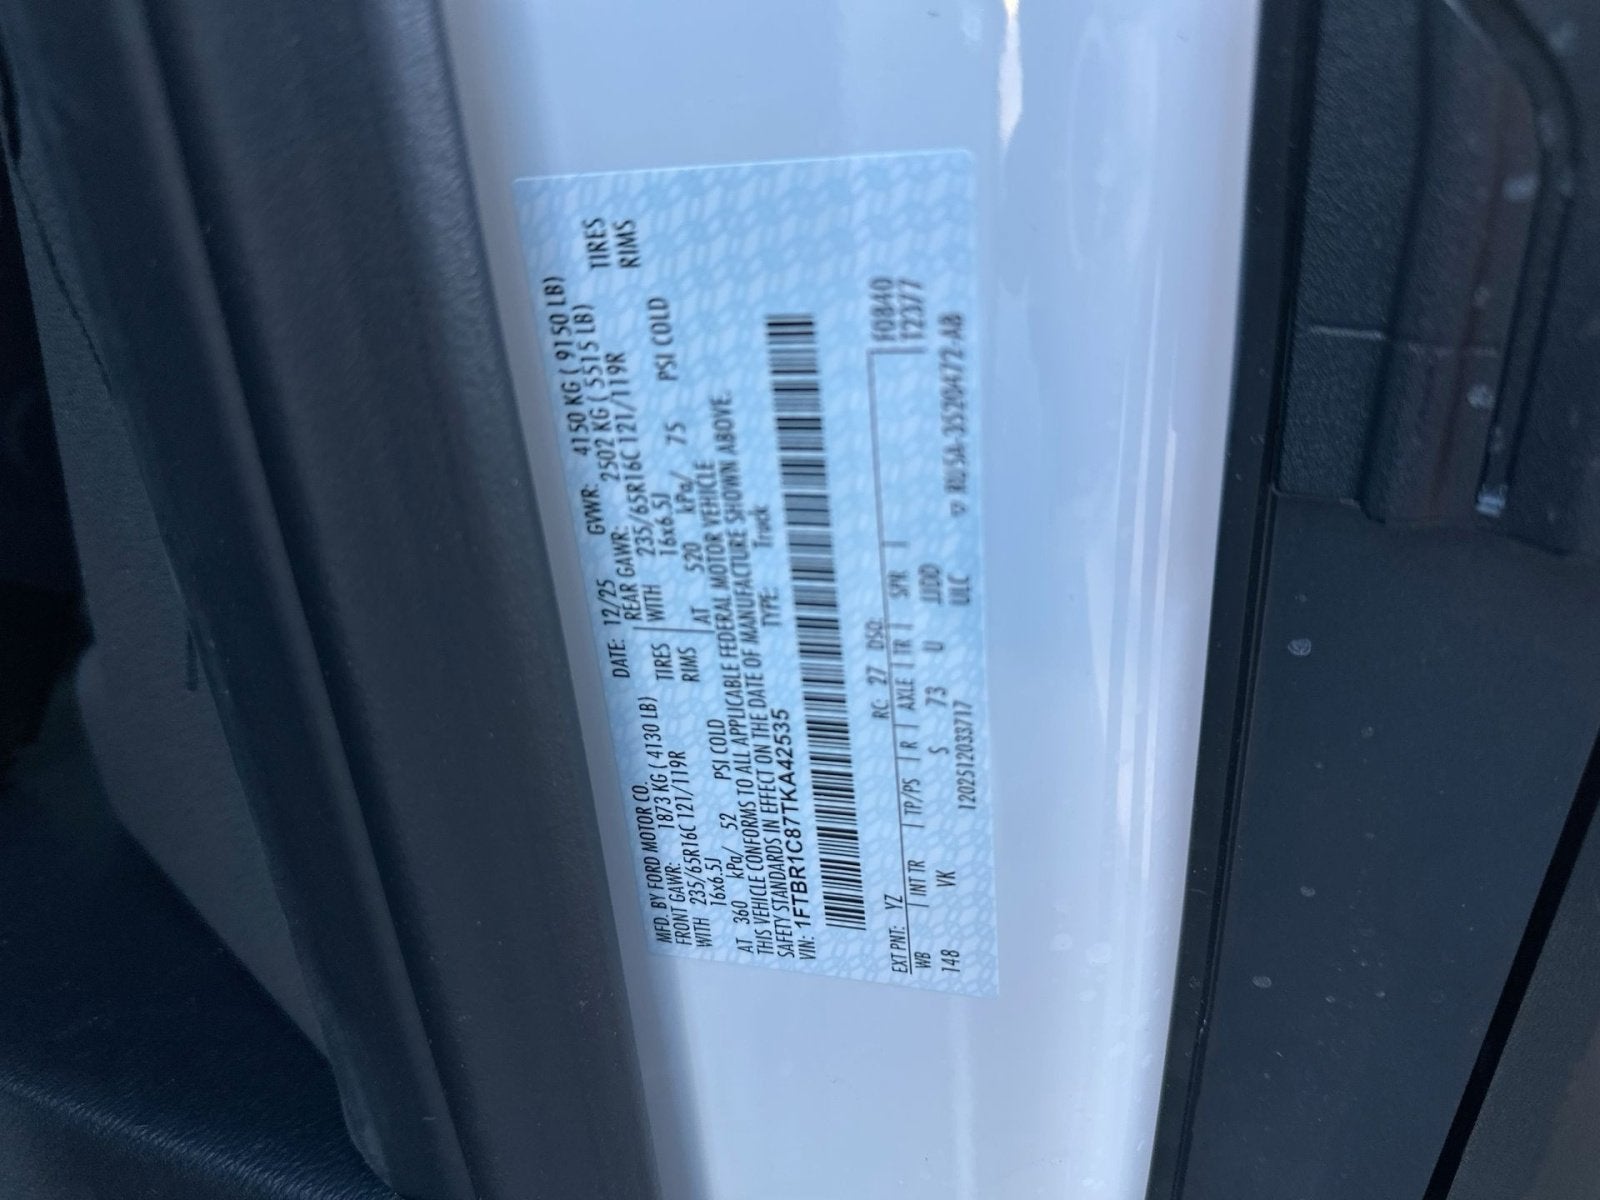 MFD. BY FORD MOTOR CO.
DATE: 12/25 GVWR: 4150 KG ( 9150 LB)
FRONT GAWR: 1873 KG ( 4130 LB) REAR GAWR: 2502 KG ( 5515 LB)
WITH 235/65R16C 121/119R TIRES WITH 235/65R16C 121/119R TIRES
16x6.5J RIMS 16x6.5J RIMS
AT 360 kPa/ 52 PSI COLD AT 520 kPa/ 75 PSI COLD
THIS VEHICLE CONFORMS TO ALL APPLICABLE FEDERAL MOTOR VEHICLE
SAFETY STANDARDS IN EFFECT ON THE DATE OF MANUFACTURE SHOWN ABOVE.
VIN: 1FTBR1C87TKA42535 TYPE: Truck
EXT PNT: YZ RC: 27 DSO: F0840
WB INT TR TP/PS R AXLE TR SPR T2377
148 VK S 73 U JJDD
1202512033717 ULC RU5A-3520472-AB